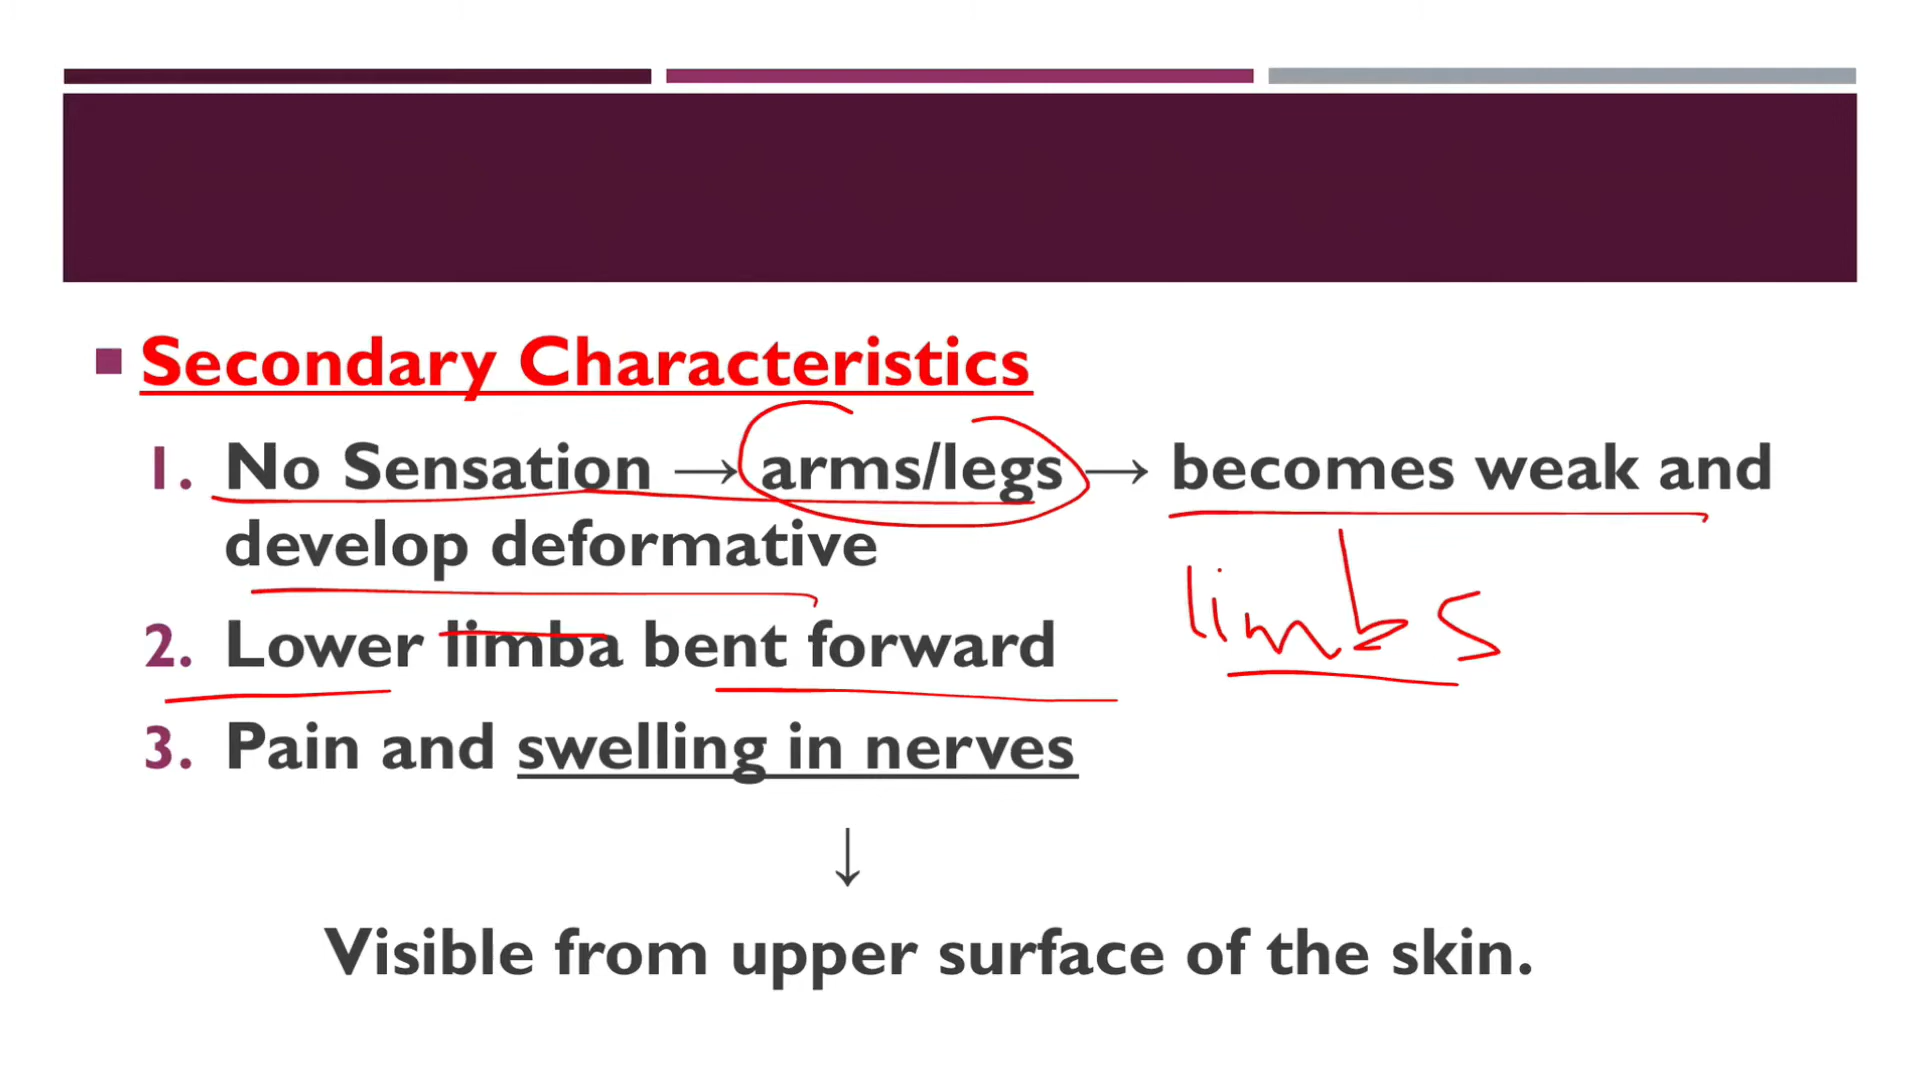 Secondary Characteristics
1. No Sensation → arms/legs → becomes weak and
develop deformative
limbs
2. Lower limba bent forward
3. Pain and swelling in nerves
↓
Visible from upper surface of the skin.